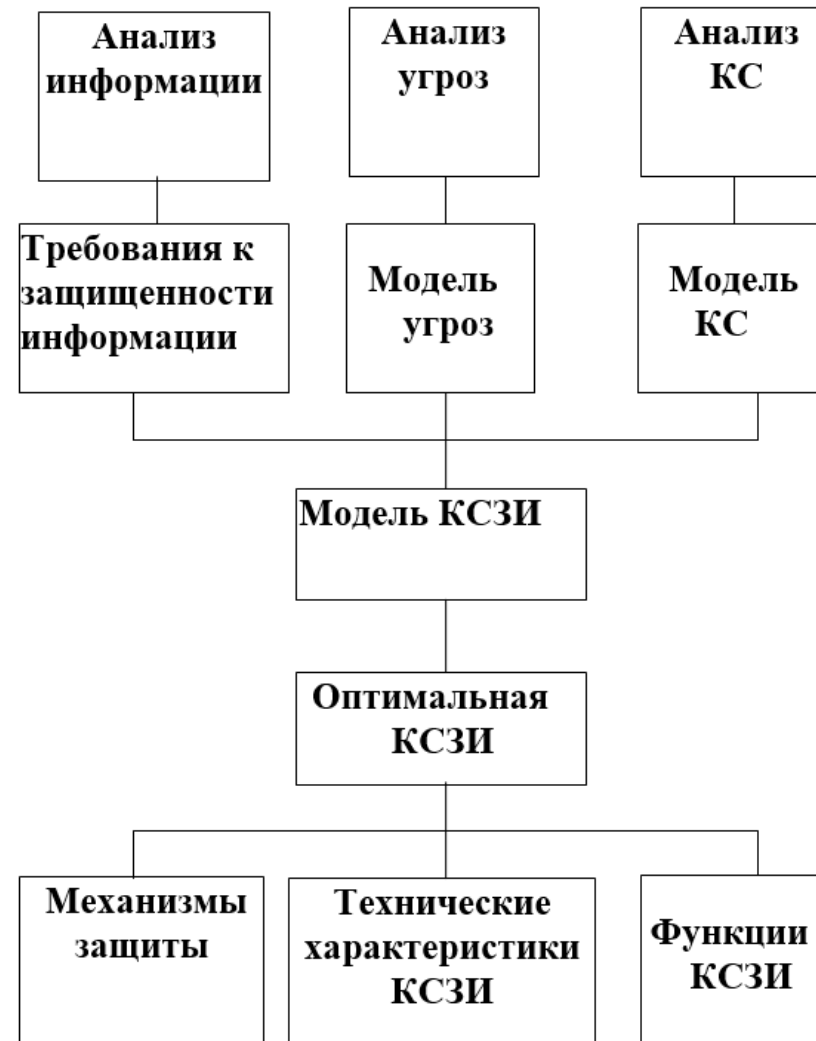 Анализ
информации
Анализ
угроз
Анализ
КС
Требования к
защищенности
информации
Модель
угроз
Модель
КС
Модель КСЗИ
Оптимальная
КСЗИ
Механизмы
защиты
Технические
характеристики
КСЗИ
Функции
КСЗИ